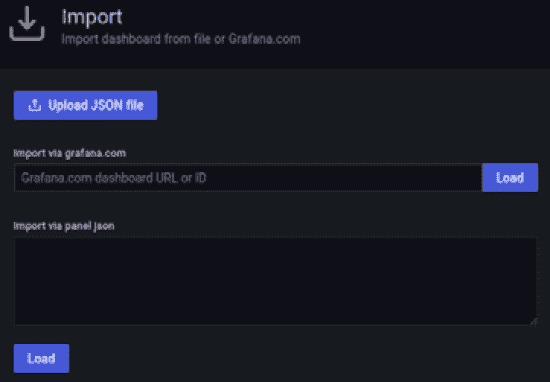 Import
Import dashboard from file or Grafana.com
Upload JSON file
Import via grafana.com
Grafana.com dashboard URL or ID
Load
Import via panel json
Load